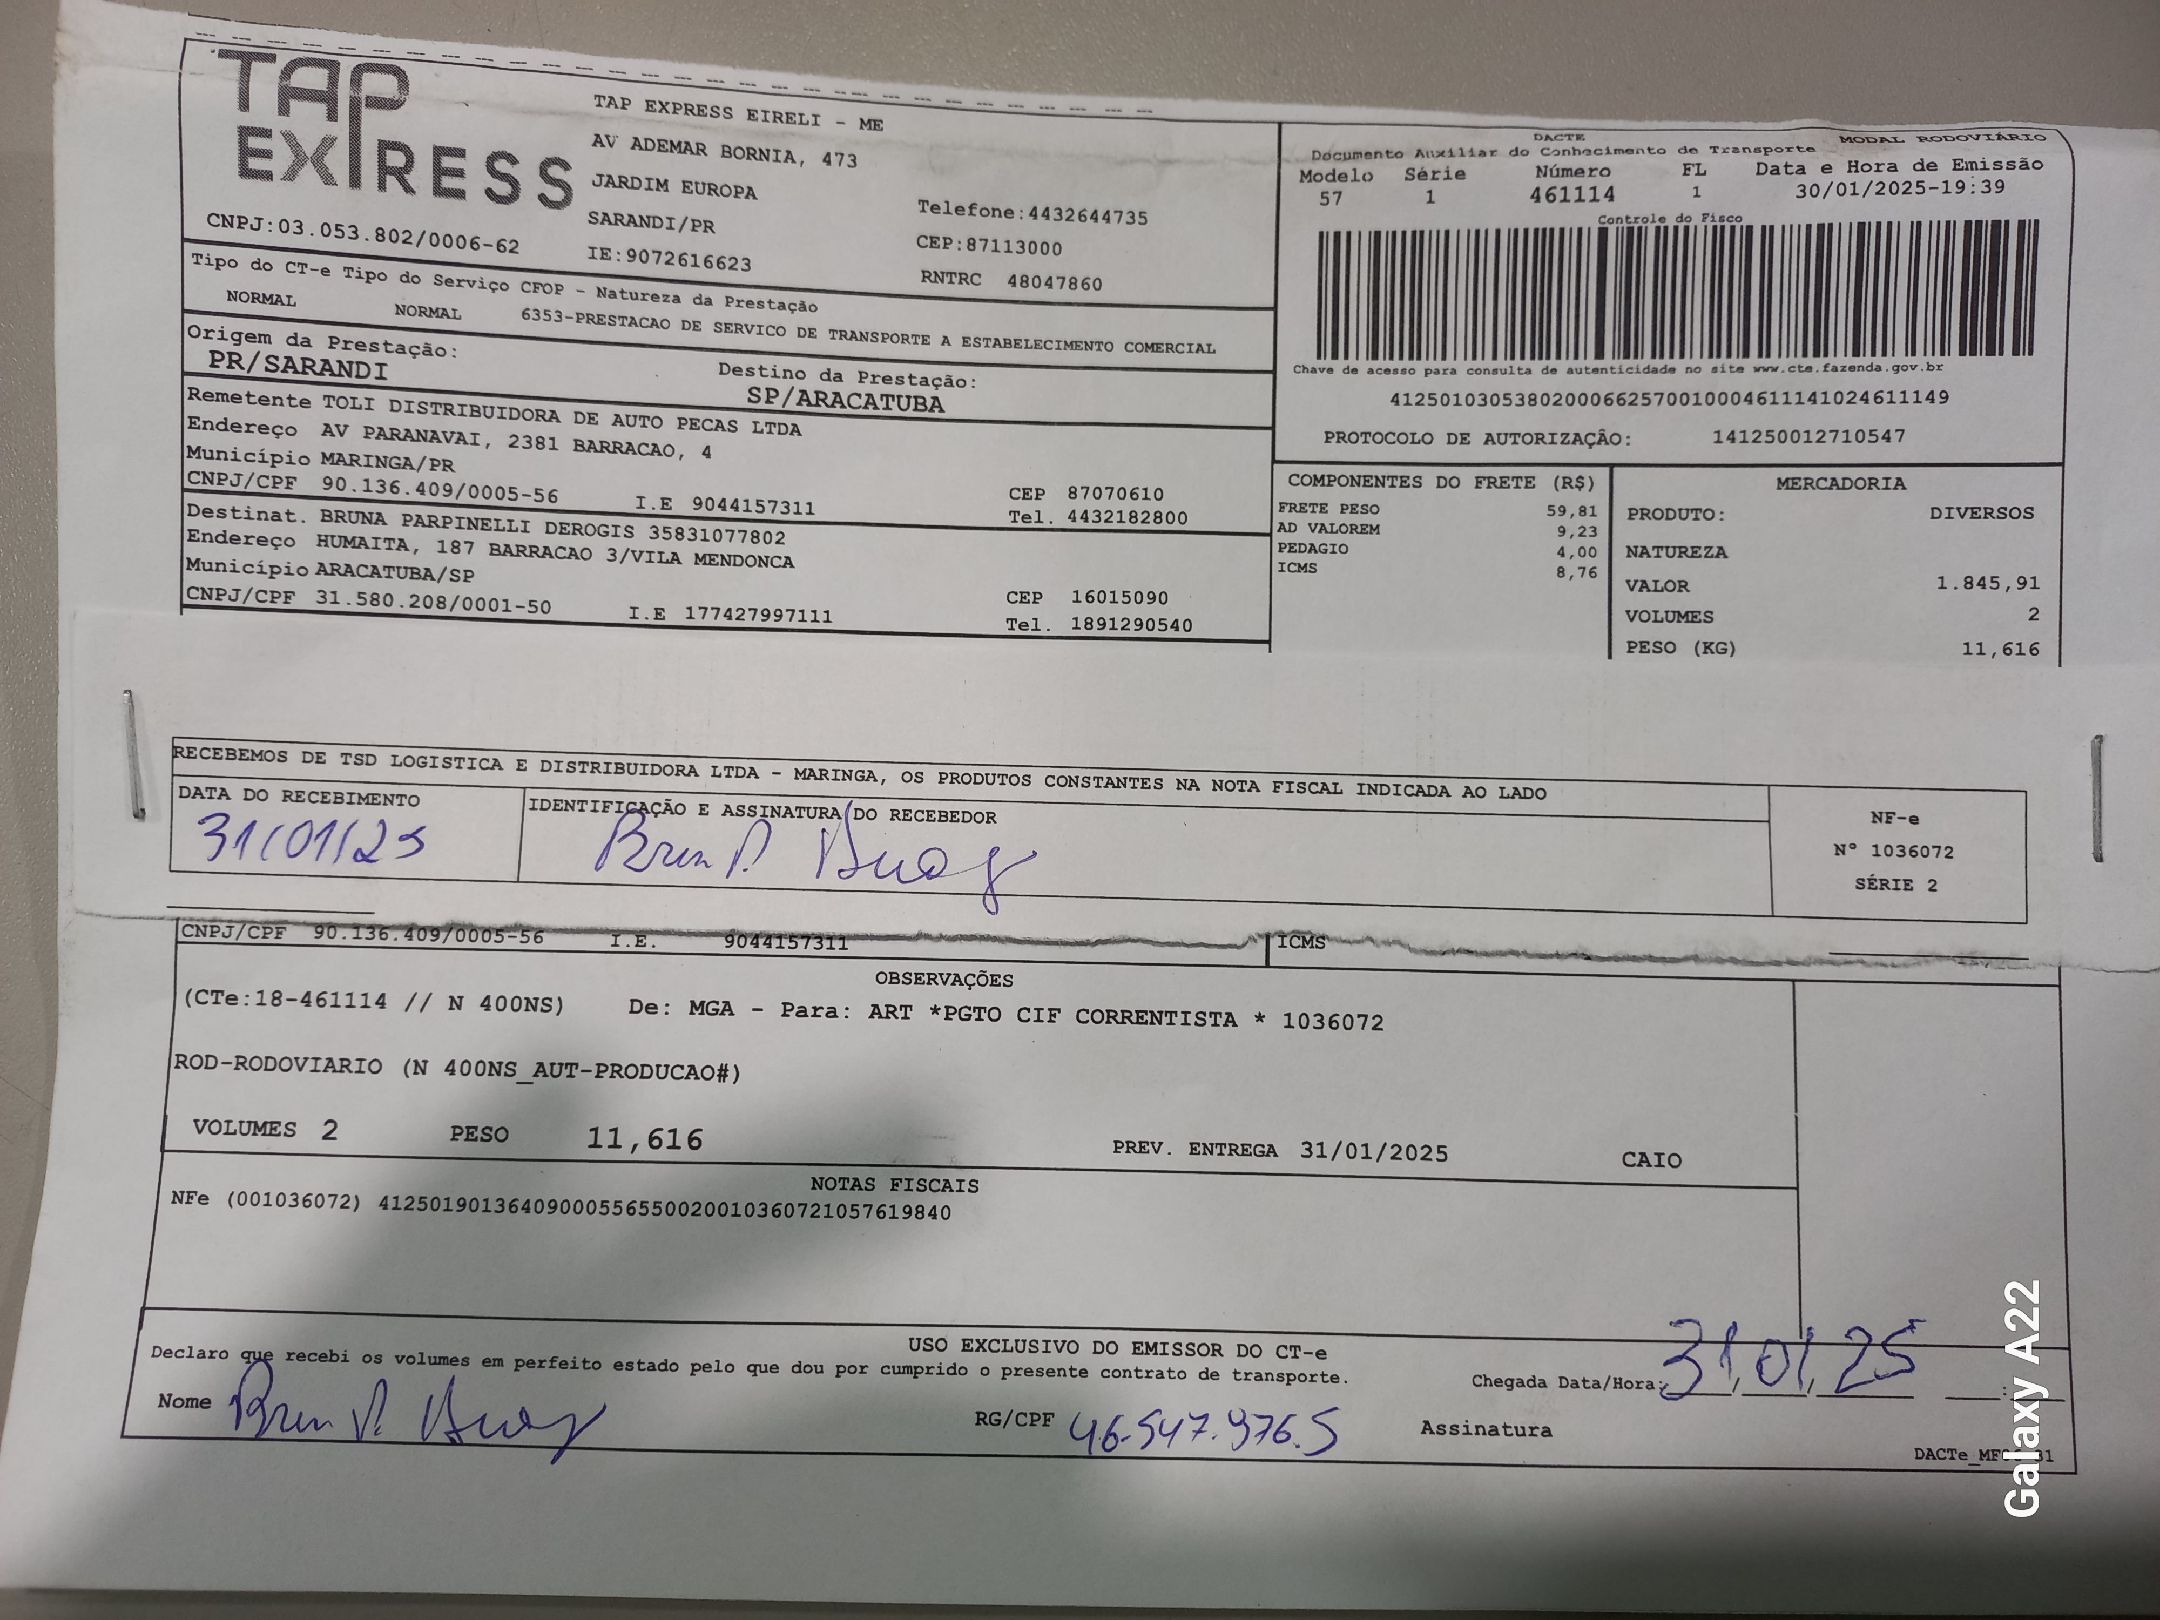 TAP EXPRESS
TAP EXPRESS EIRELI - ME
AV ADEMAR BORNIA, 473
JARDIM EUROPA
SARANDI/PR
IE:9072616623
Telefone:4432644735
CEP:87113000
RNTRC 48047860
CNPJ:03.053.802/0006-62
DACTE
MODAL RODOVIÁRIO
Documento Auxiliar do Conhecimento de Transporte
Modelo Série Número FL Data e Hora de Emissão
57 1 461114 1 30/01/2025-19:39
Controle do Fisco
Chave de acesso para consulta de autenticidade no site www.cte.fazenda.gov.br
41250103053802000662570010004611141024611149
PROTOCOLO DE AUTORIZAÇÃO: 141250012710547
Tipo do CT-e Tipo do Serviço CFOP - Natureza da Prestação
NORMAL NORMAL 6353-PRESTACAO DE SERVICO DE TRANSPORTE A ESTABELECIMENTO COMERCIAL
Origem da Prestação:
PR/SARANDI
Destino da Prestação:
SP/ARACATUBA
Remetente TOLI DISTRIBUIDORA DE AUTO PECAS LTDA
Endereço AV PARANAVAI, 2381 BARRACAO, 4
Município MARINGA/PR
CNPJ/CPF 90.136.409/0005-56 I.E 9044157311
CEP 87070610
Tel. 4432182800
Destinat. BRUNA PARPINELLI DEROGIS 35831077802
Endereço HUMAITA, 187 BARRACAO 3/VILA MENDONCA
Município ARACATUBA/SP
CNPJ/CPF 31.580.208/0001-50 I.E 177427997111
CEP 16015090
Tel. 1891290540
COMPONENTES DO FRETE (R$)
FRETE PESO 59,81
AD VALOREM 9,23
PEDAGIO 4,00
ICMS 8,76
MERCADORIA
PRODUTO: DIVERSOS
NATUREZA
VALOR 1.845,91
VOLUMES 2
PESO (KG) 11,616
RECEBEMOS DE TSD LOGISTICA E DISTRIBUIDORA LTDA - MARINGA, OS PRODUTOS CONSTANTES NA NOTA FISCAL INDICADA AO LADO
DATA DO RECEBIMENTO
31/01/25
IDENTIFICAÇÃO E ASSINATURA DO RECEBEDOR
NF-e
Nº 1036072
SÉRIE 2
CNPJ/CPF 90.136.409/0005-56 I.E. 9044157311
ICMS
OBSERVAÇÕES
(CTe:18-461114 // N 400NS) De: MGA - Para: ART *PGTO CIF CORRENTISTA * 1036072
ROD-RODOVIARIO (N 400NS_AUT-PRODUCAO#)
VOLUMES 2 PESO 11,616 PREV. ENTREGA 31/01/2025 CAIO
NOTAS FISCAIS
NFe (001036072) 41250190136409000556550020010360721057619840
USO EXCLUSIVO DO EMISSOR DO CT-e
Declaro que recebi os volumes em perfeito estado pelo que dou por cumprido o presente contrato de transporte.
Chegada Data/Hora: 31,01,25
Nome
RG/CPF 46.547.976.5
Assinatura
Galaxy A22